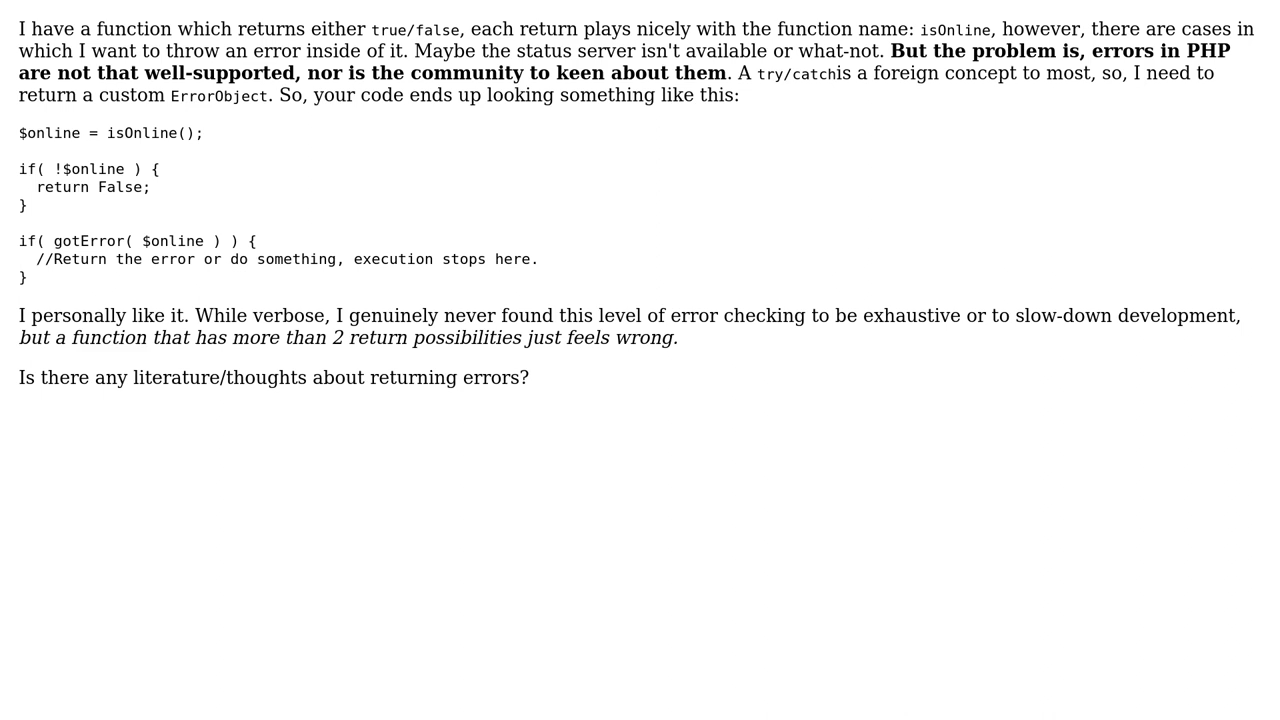 I have a function which returns either true/false, each return plays nicely with the function name: isOnline, however, there are cases in
which I want to throw an error inside of it. Maybe the status server isn't available or what-not. But the problem is, errors in PHP
are not that well-supported, nor is the community to keen about them. A try/catchis a foreign concept to most, so, I need to
return a custom ErrorObject. So, your code ends up looking something like this:
$online = isOnline();
if( !$online ) {
  return False;
}
if( gotError( $online ) ) {
  //Return the error or do something, execution stops here.
}
I personally like it. While verbose, I genuinely never found this level of error checking to be exhaustive or to slow-down development,
but a function that has more than 2 return possibilities just feels wrong.
Is there any literature/thoughts about returning errors?